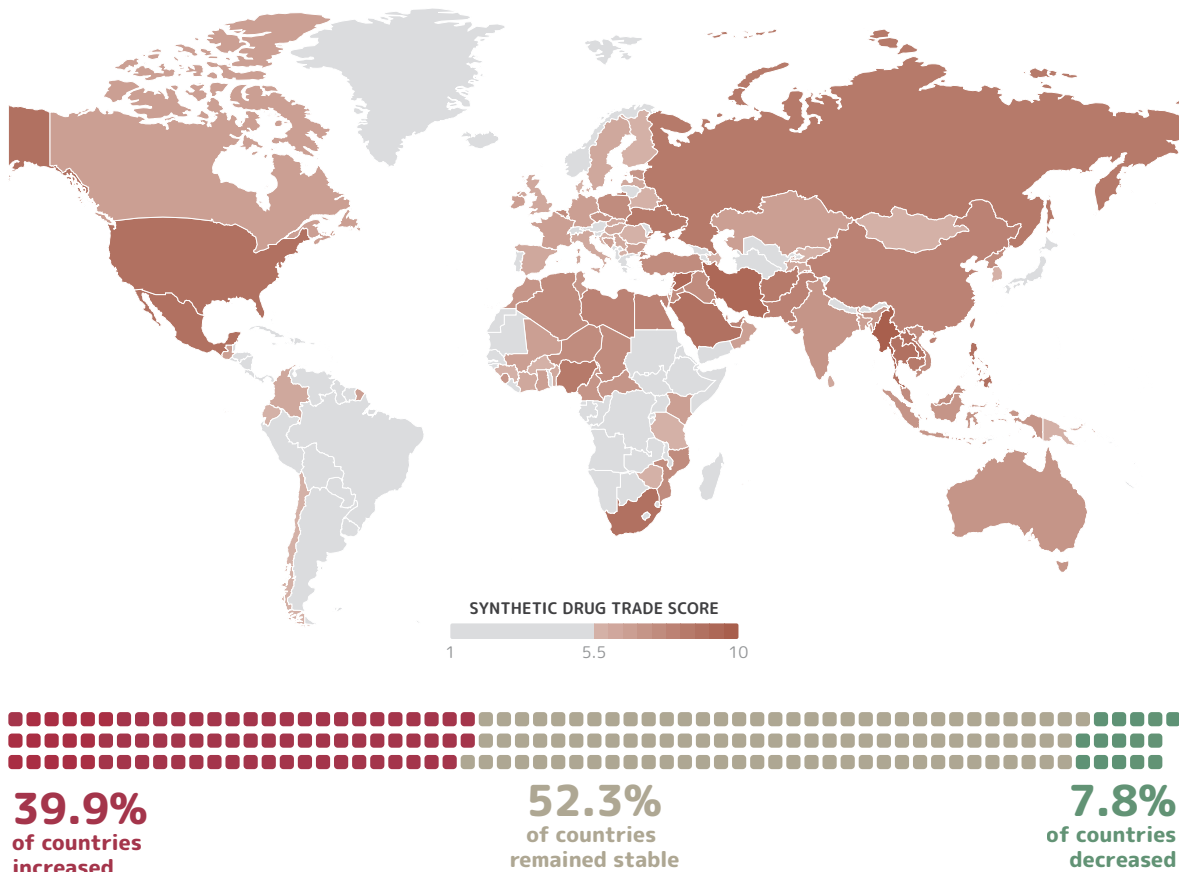 SYNTHETIC DRUG TRADE SCORE
1 5.5 10
39.9%
of countries
increased
52.3%
of countries
remained stable
7.8%
of countries
decreased